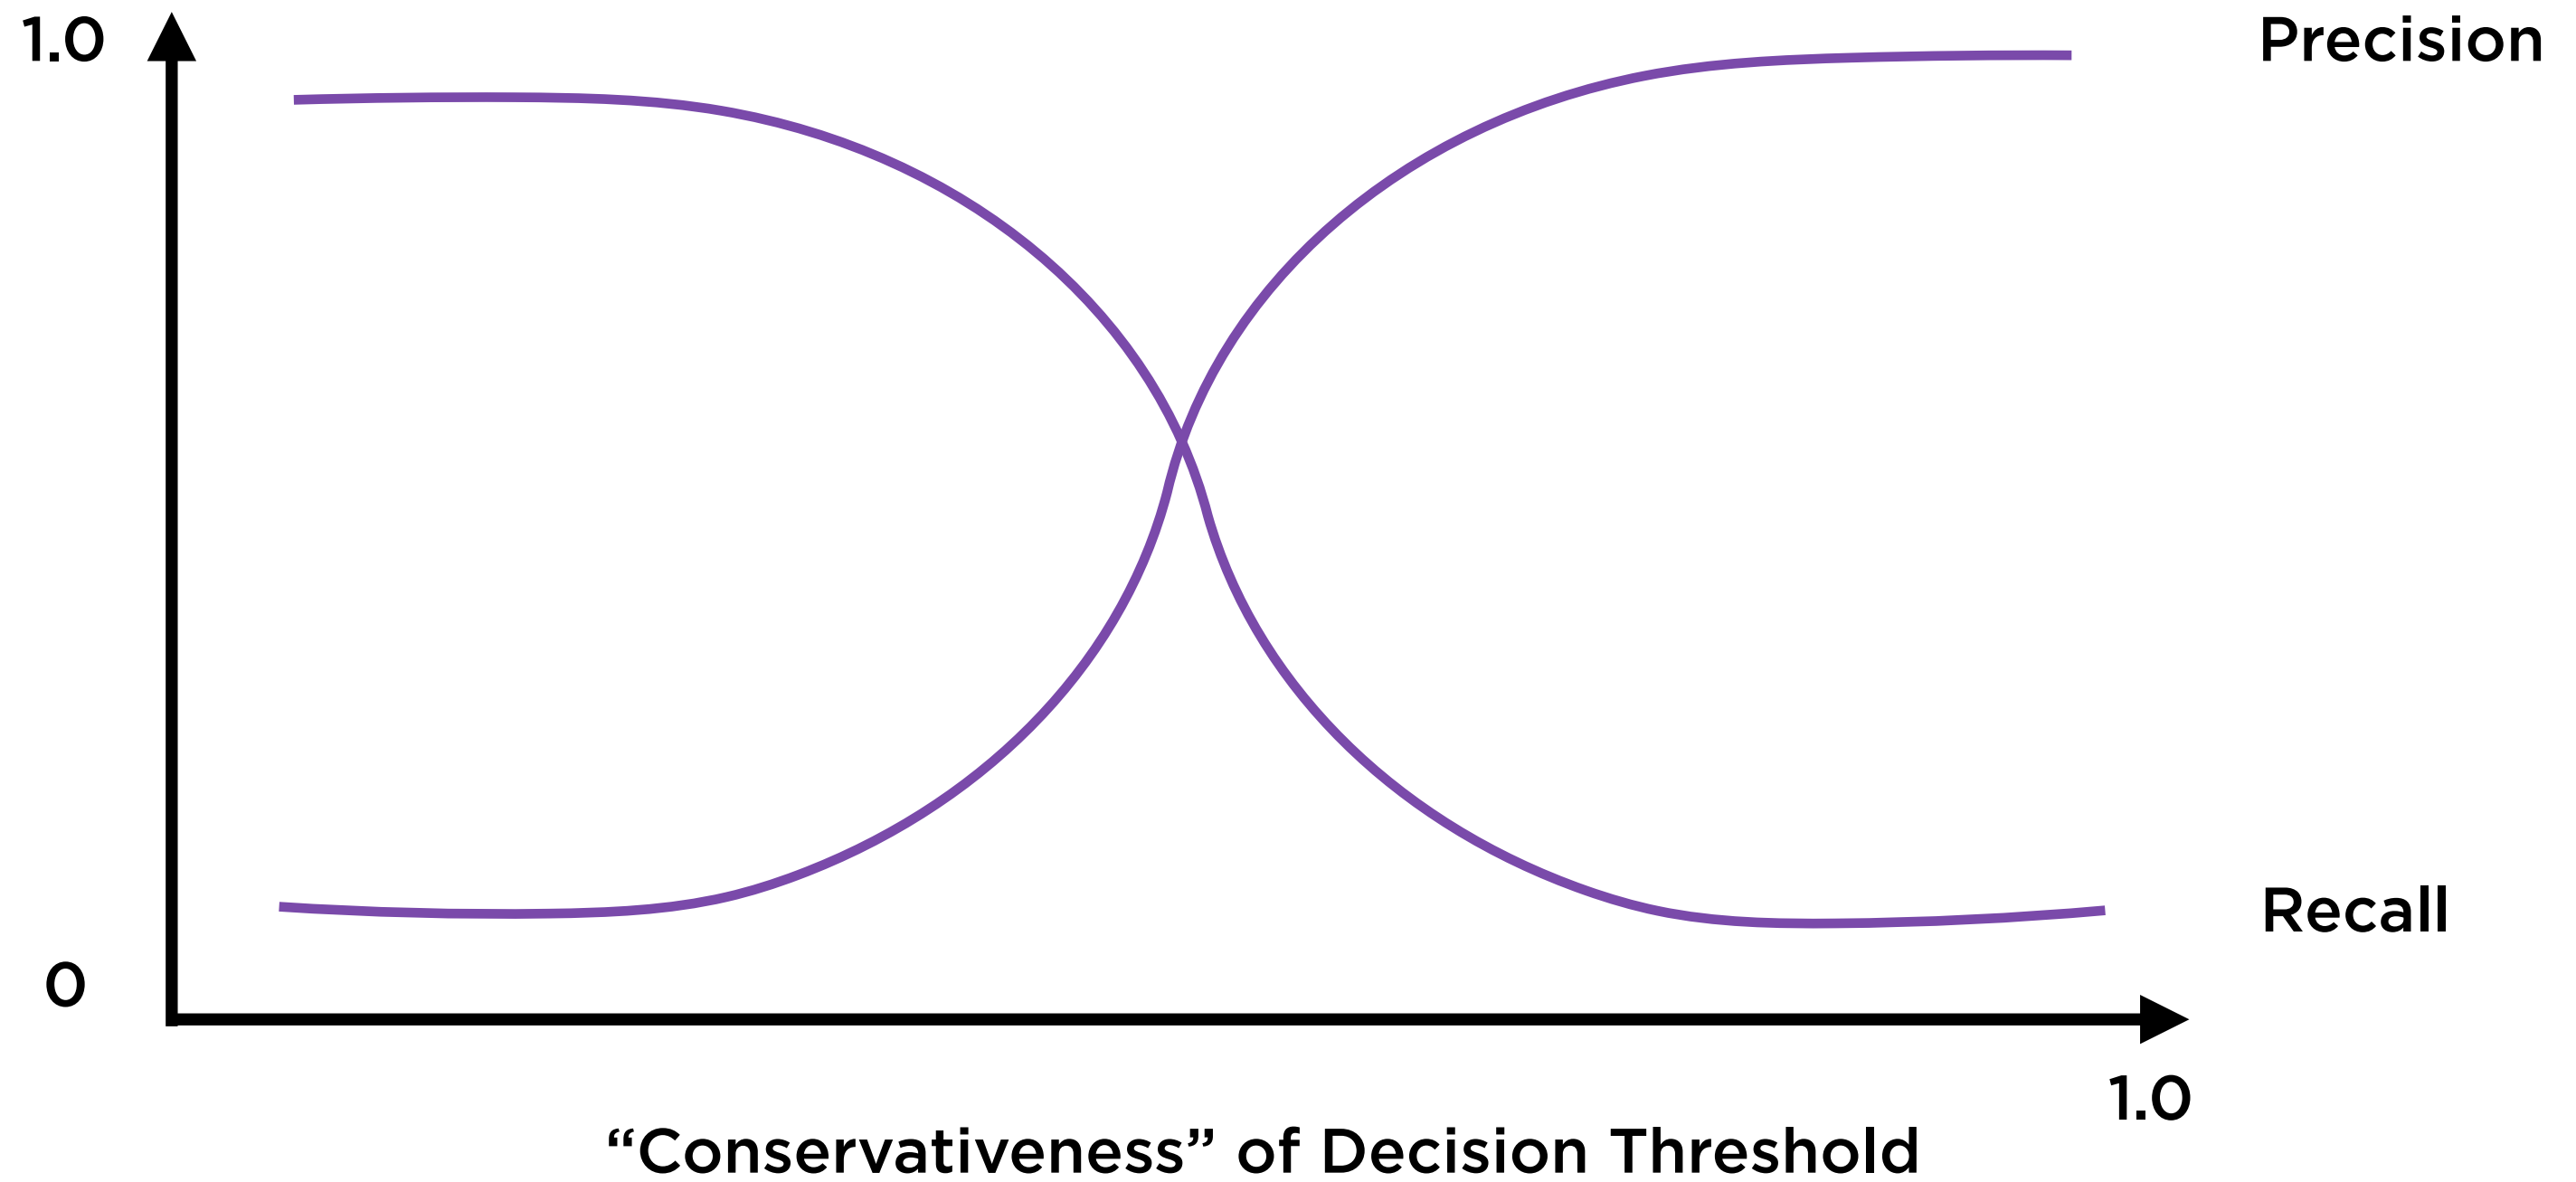 1.0
Precision
Recall
0
1.0
“Conservativeness” of Decision Threshold